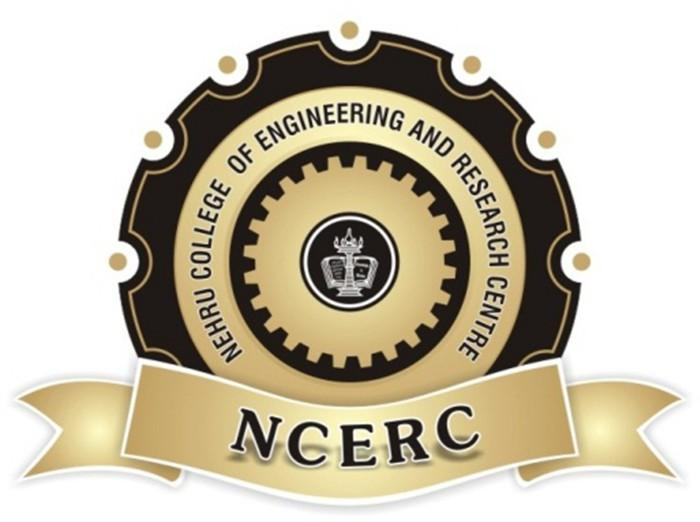 NEHRU COLLEGE OF ENGINEERING AND RESEARCH CENTRE
NCERC